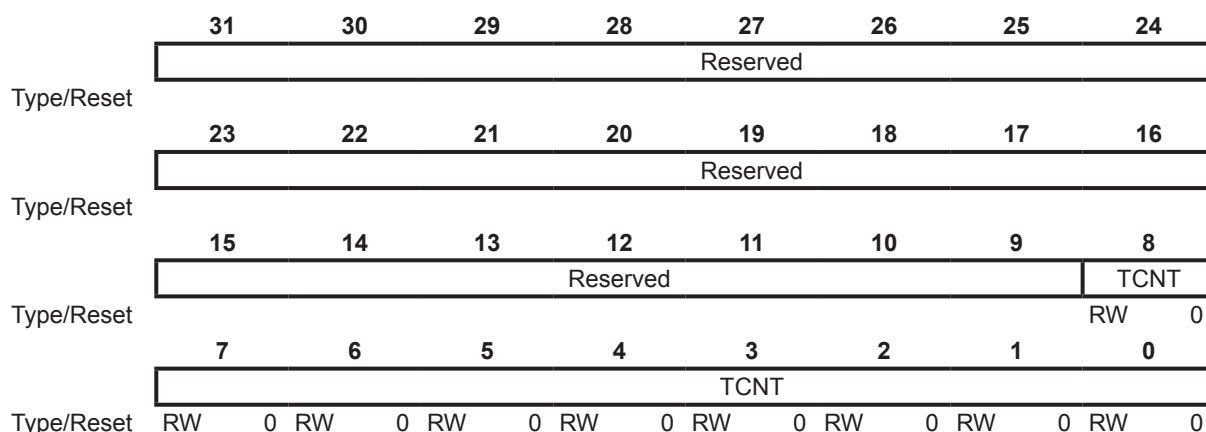 31 30 29 28 27 26 25 24
Reserved
Type/Reset
23 22 21 20 19 18 17 16
Reserved
Type/Reset
15 14 13 12 11 10 9 8
Reserved TCNT
Type/Reset RW 0
7 6 5 4 3 2 1 0
TCNT
Type/Reset RW 0 RW 0 RW 0 RW 0 RW 0 RW 0 RW 0 RW 0